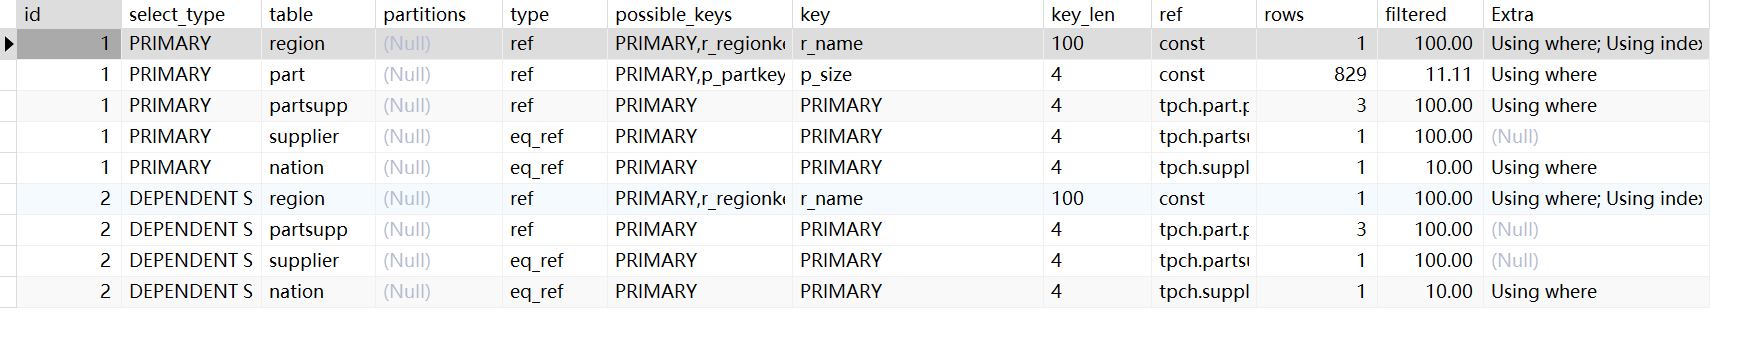 id select_type table partitions type possible_keys key key_len ref rows filtered Extra
1 PRIMARY region (Null) ref PRIMARY,r_regionke r_name 100 const 1 100.00 Using where; Using index
1 PRIMARY part (Null) ref PRIMARY,p_partkey p_size 4 const 829 11.11 Using where
1 PRIMARY partsupp (Null) ref PRIMARY PRIMARY 4 tpch.part.p 3 100.00 Using where
1 PRIMARY supplier (Null) eq_ref PRIMARY PRIMARY 4 tpch.parts 1 100.00 (Null)
1 PRIMARY nation (Null) eq_ref PRIMARY PRIMARY 4 tpch.suppl 1 10.00 Using where
2 DEPENDENT S region (Null) ref PRIMARY,r_regionke r_name 100 const 1 100.00 Using where; Using index
2 DEPENDENT S partsupp (Null) ref PRIMARY PRIMARY 4 tpch.part.p 3 100.00 (Null)
2 DEPENDENT S supplier (Null) eq_ref PRIMARY PRIMARY 4 tpch.parts 1 100.00 (Null)
2 DEPENDENT S nation (Null) eq_ref PRIMARY PRIMARY 4 tpch.suppl 1 10.00 Using where